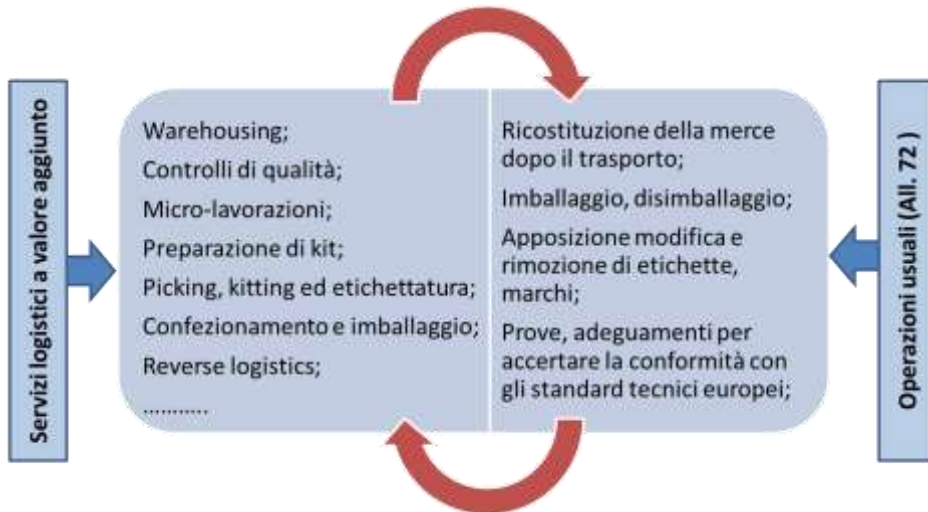 Servizi logistici a valore aggiunto
Warehousing;
Controlli di qualità;
Micro-lavorazioni;
Preparazione di kit;
Picking, kitting ed etichettatura;
Confezionamento e imballaggio;
Reverse logistics;
...........
Ricostituzione della merce
dopo il trasporto;
Imballaggio, disimballaggio;
Apposizione modifica e
rimozione di etichette,
marchi;
Prove, adeguamenti per
accertare la conformità con
gli standard tecnici europei;
Operazioni usuali (All. 72 )